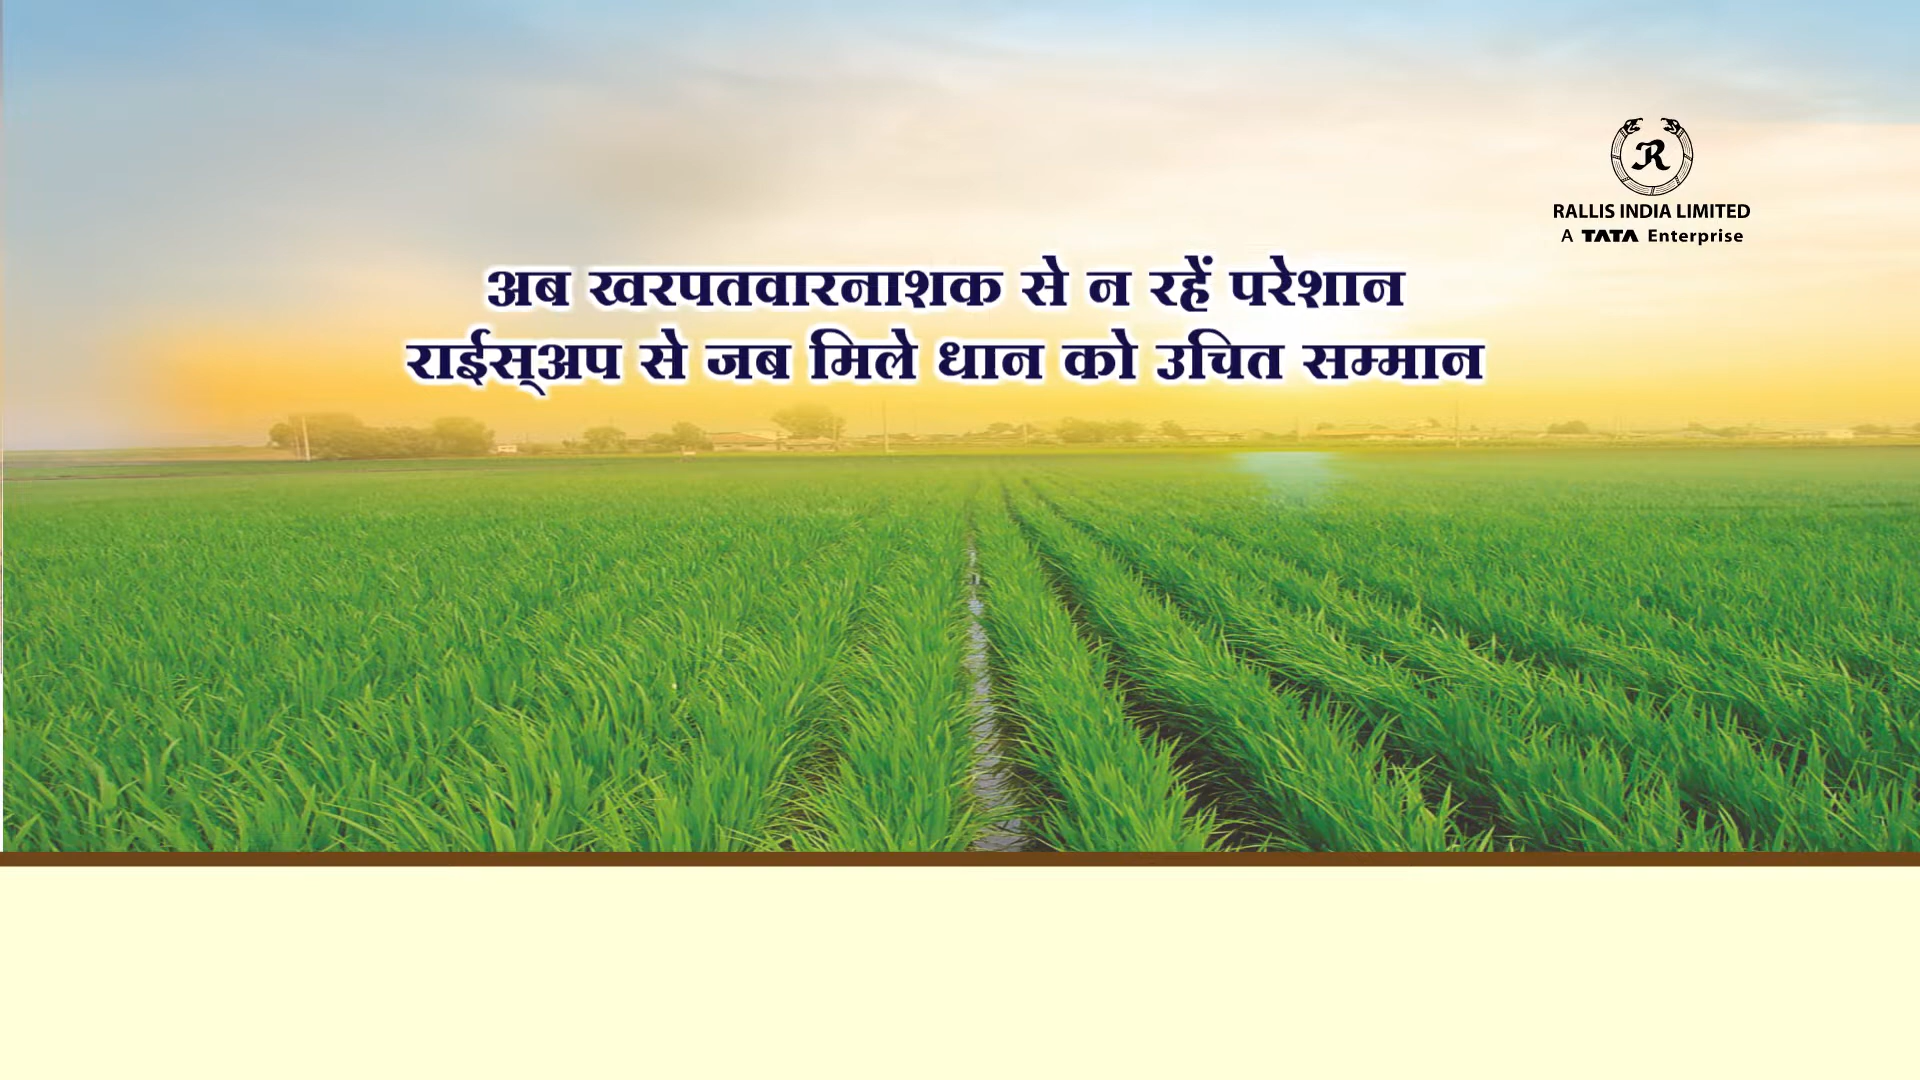 R
RALLIS INDIA LIMITED
A TATA Enterprise
अब खरपतवारनाशक से न रहें परेशान
राईस्अप से जब मिले धान को उचित सम्मान